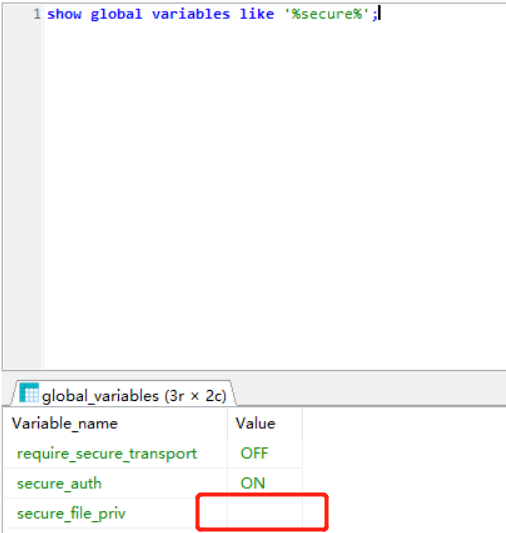 1 show global variables like '%secure%';
global_variables (3r × 2c)
Variable_name Value
require_secure_transport OFF
secure_auth ON
secure_file_priv